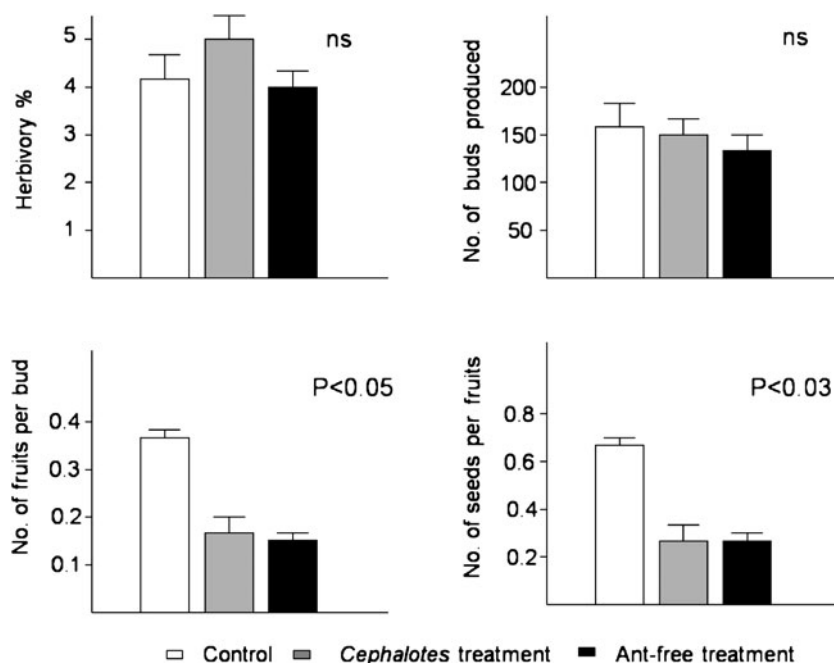 Herbivory %
5
4
3
2
1
ns
No. of buds produced
200
150
100
50
ns
No. of fruits per bud
0.4
0.3
0.2
0.1
P<0.05
No. of seeds per fruits
0.8
0.6
0.4
0.2
P<0.03
Control Cephalotes treatment Ant-free treatment